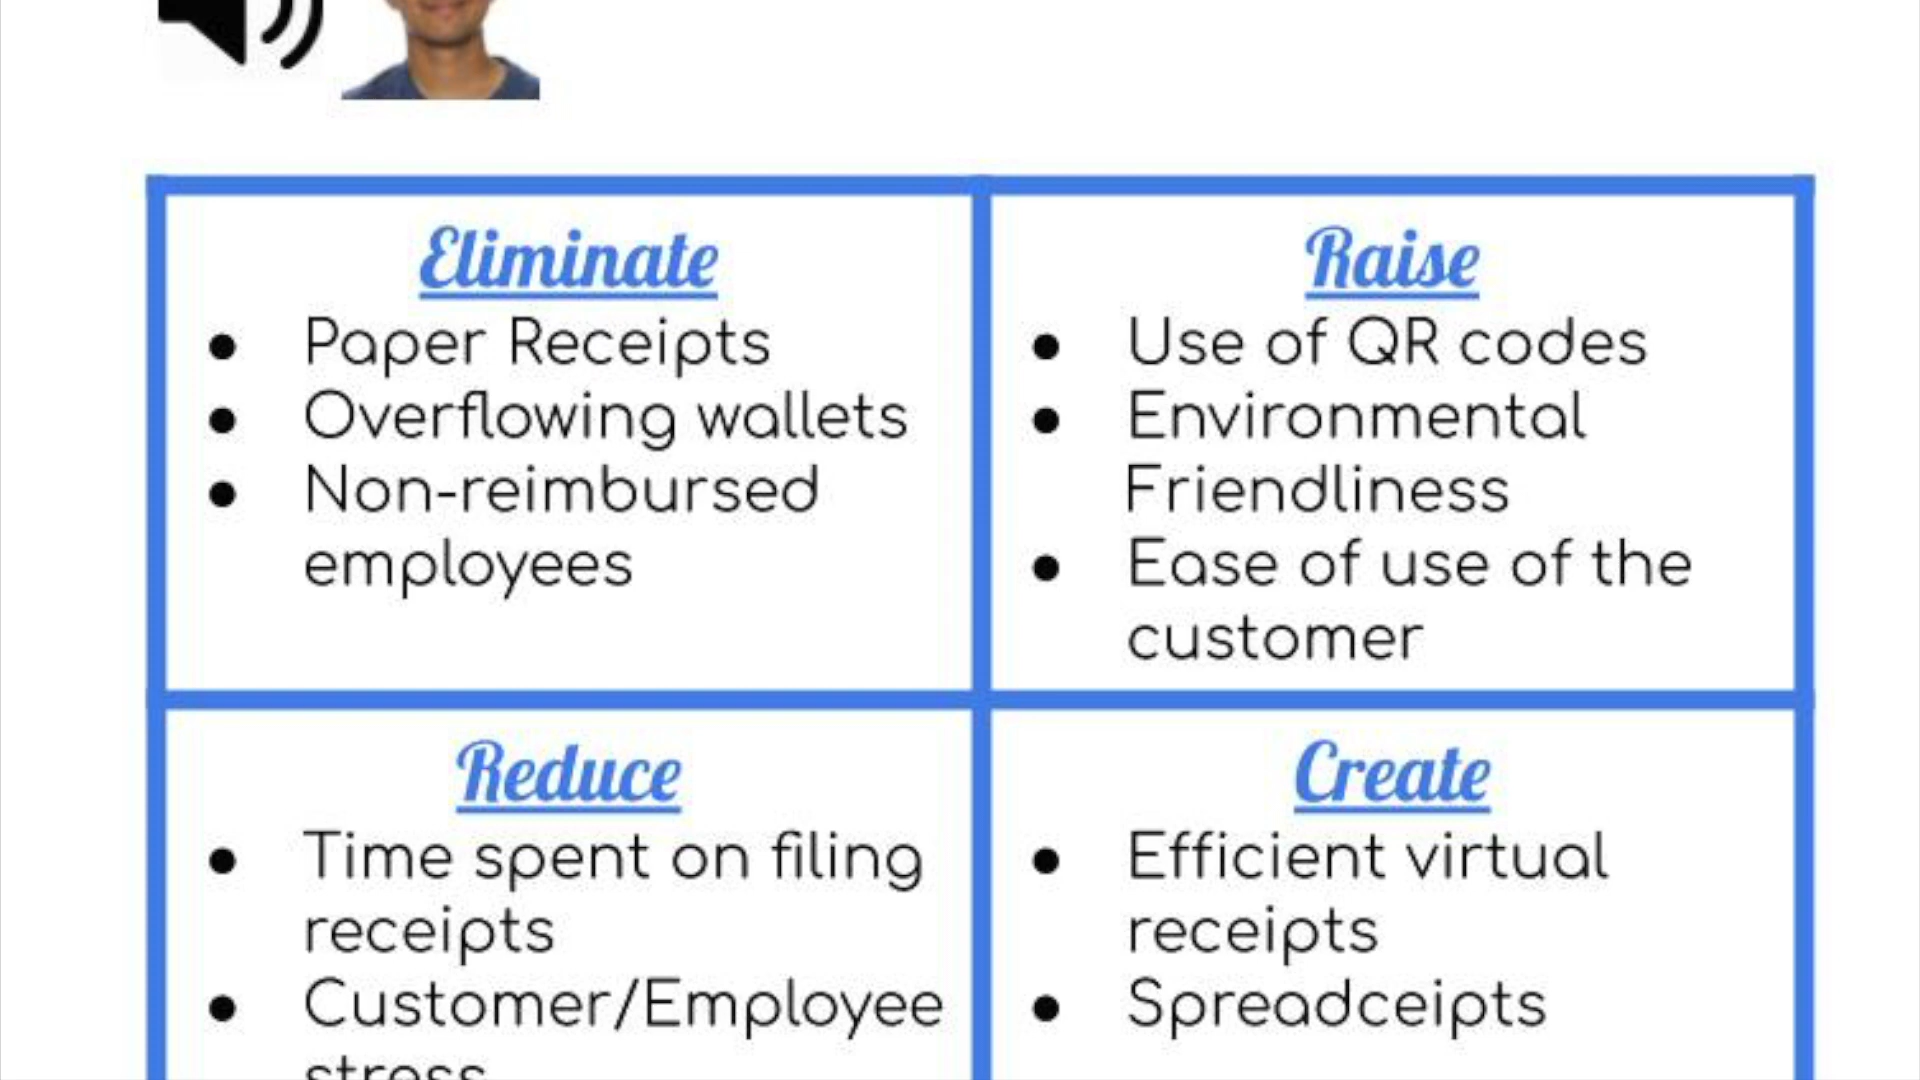 Eliminate
Paper Receipts
Overflowing wallets
Non-reimbursed
employees
Raise
Use of QR codes
Environmental
Friendliness
Ease of use of the
customer
Reduce
Time spent on filing
receipts
Customer/Employee
stress
Create
Efficient virtual
receipts
Spreadceipts